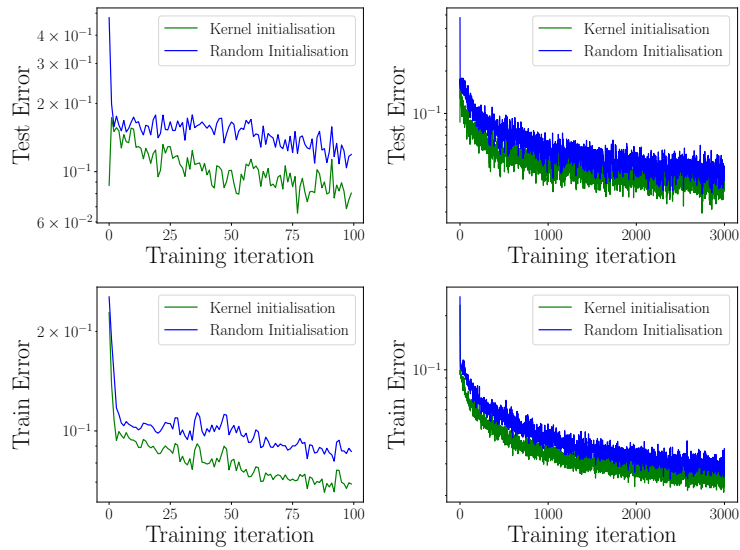 Test Error
4 × 10⁻¹
3 × 10⁻¹
2 × 10⁻¹
10⁻¹
6 × 10⁻²
Kernel initialisation
Random Initialisation
0 25 50 75 100
Training iteration
Test Error
10⁻¹
Kernel initialisation
Random Initialisation
0 1000 2000 3000
Training iteration
Train Error
2 × 10⁻¹
10⁻¹
Kernel initialisation
Random Initialisation
0 25 50 75 100
Training iteration
Train Error
10⁻¹
Kernel initialisation
Random Initialisation
0 1000 2000 3000
Training iteration